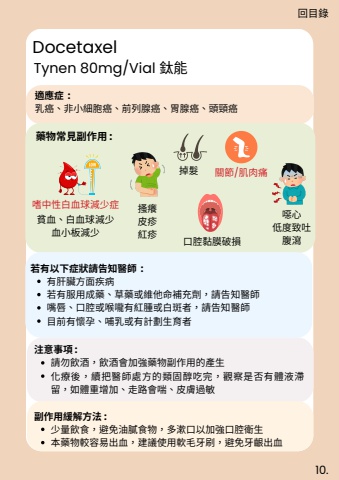 回目錄
Docetaxel
Tynen 80mg/Vial 鈦能
適應症：
乳癌、非小細胞癌、前列腺癌、胃腺癌、頭頸癌
藥物常見副作用：
LOW
嗜中性白血球減少症
貧血、白血球減少
血小板減少
搔癢
皮疹
紅疹
掉髮
關節/肌肉痛
口腔黏膜破損
噁心
低度致吐
腹瀉
若有以下症狀請告知醫師：
• 有肝臟方面疾病
• 若有服用成藥、草藥或維他命補充劑，請告知醫師
• 嘴唇、口腔或喉嚨有紅腫或白斑者，請告知醫師
• 目前有懷孕、哺乳或有計劃生育者
注意事項：
• 請勿飲酒，飲酒會加強藥物副作用的產生
• 化療後，續把醫師處方的類固醇吃完，觀察是否有體液滯
留，如體重增加、走路會喘、皮膚過敏
副作用緩解方法：
• 少量飲食，避免油膩食物，多漱口以加強口腔衛生
• 本藥物較容易出血，建議使用軟毛牙刷，避免牙齦出血
10.